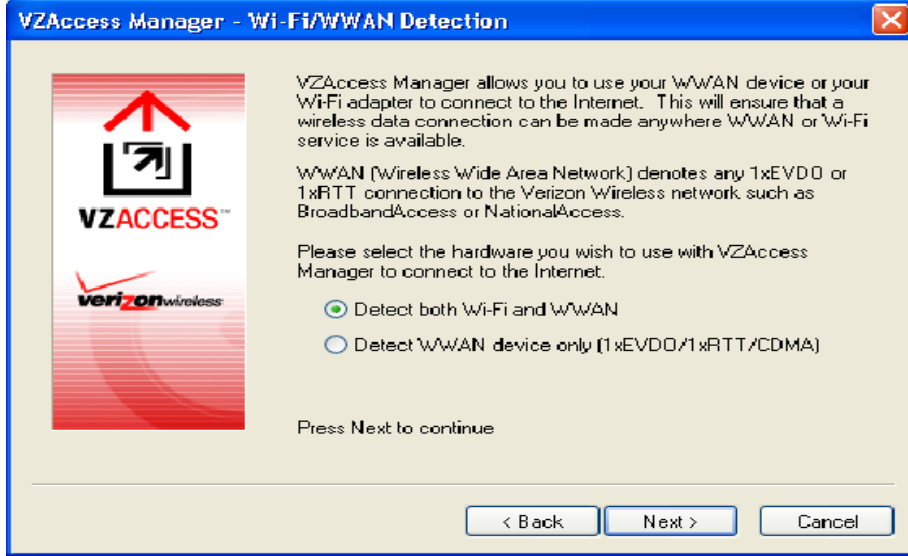 VZAccess Manager - Wi-Fi/WWAN Detection
VZAccess Manager allows you to use your WWAN device or your
Wi-Fi adapter to connect to the Internet. This will ensure that a
wireless data connection can be made anywhere WWAN or Wi-Fi
service is available.
WWAN (Wireless Wide Area Network) denotes any 1xEVDO or
1xRTT connection to the Verizon Wireless network such as
BroadbandAccess or NationalAccess.
VZACCESS™
Please select the hardware you wish to use with VZAccess
Manager to connect to the Internet.
verizonwireless
Detect both Wi-Fi and WWAN
Detect WWAN device only (1xEVDO/1xRTT/CDMA)
Press Next to continue
< Back
Next >
Cancel